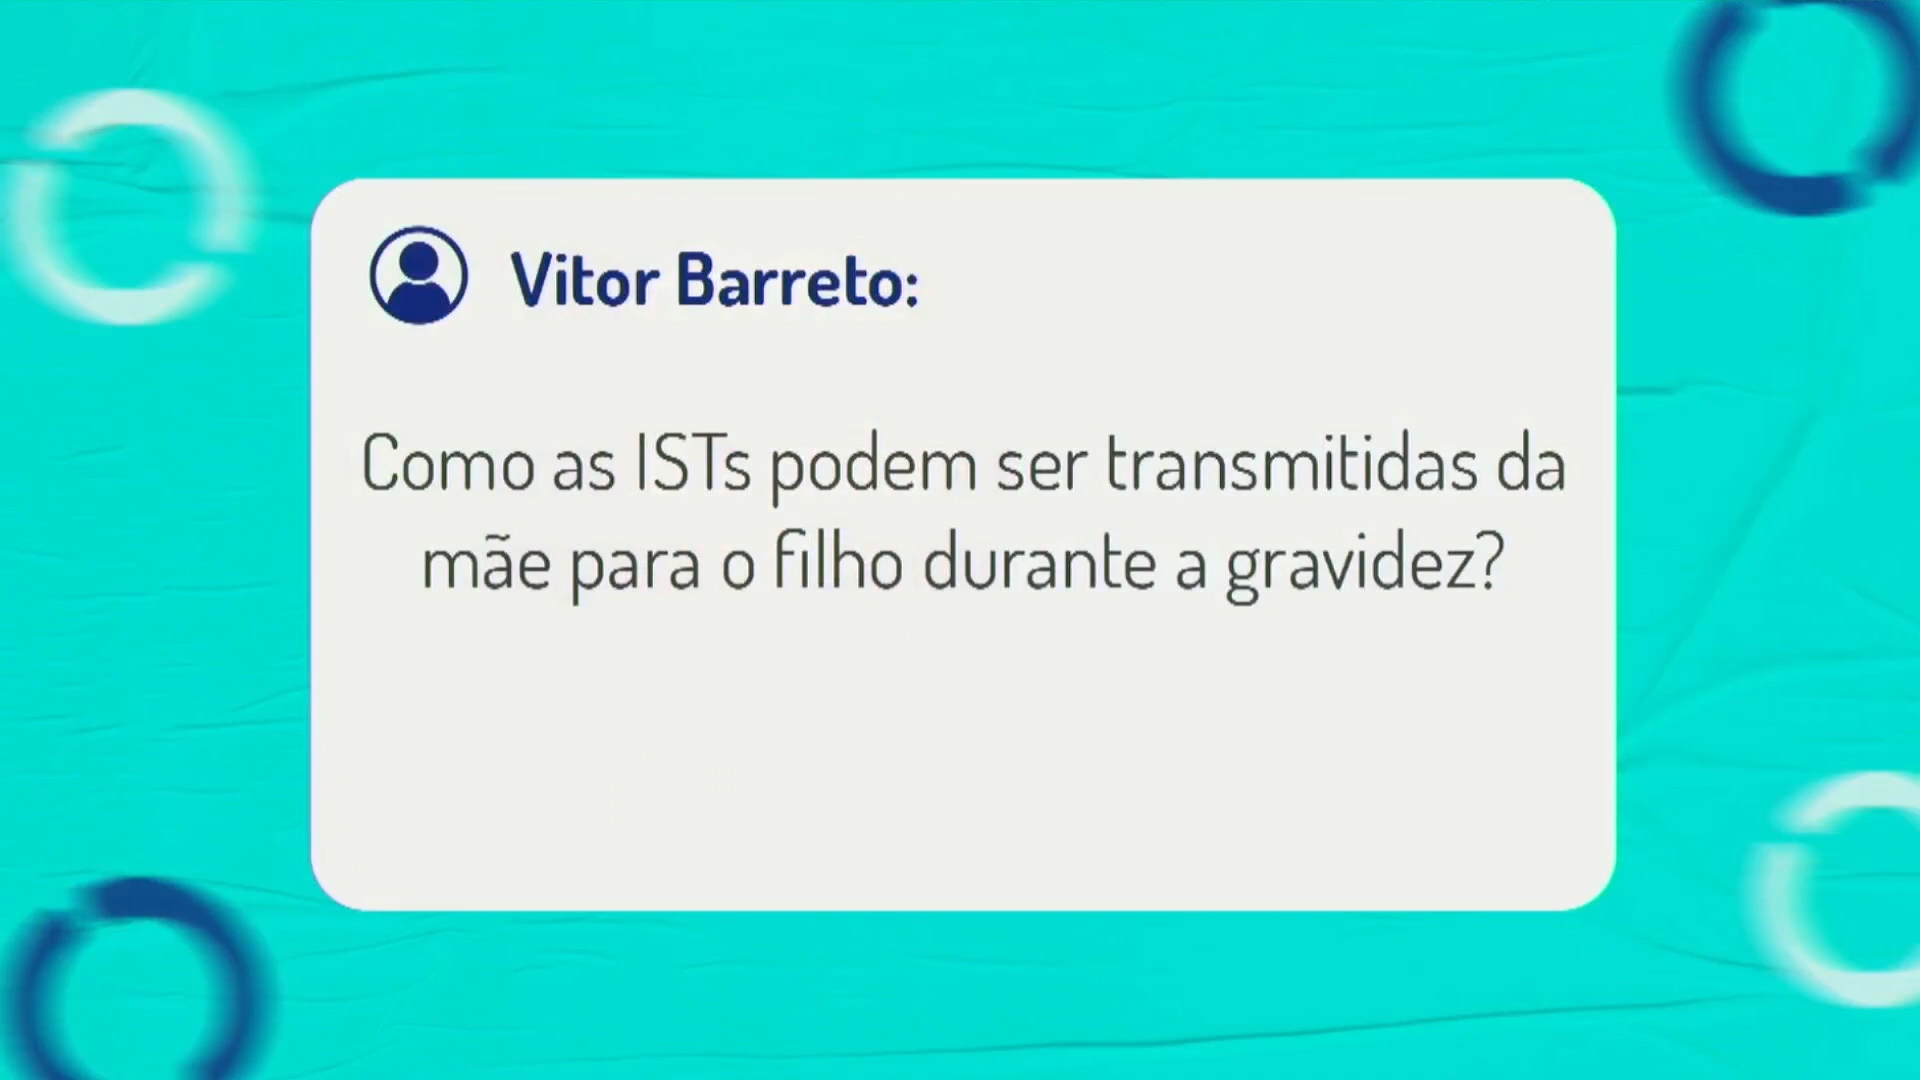 Vitor Barreto:
Como as ISTs podem ser transmitidas da
mãe para o filho durante a gravidez?